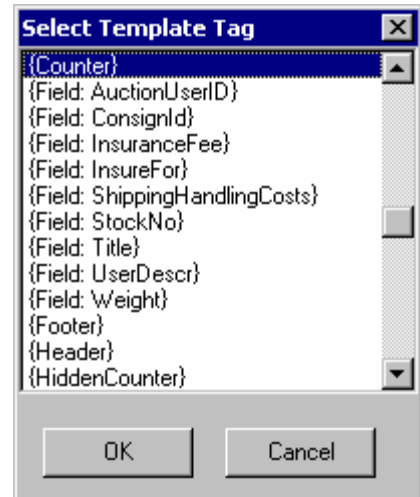 Select Template Tag
{Counter}
{Field: AuctionUserID}
{Field: ConsignId}
{Field: InsuranceFee}
{Field: InsureFor}
{Field: ShippingHandlingCosts}
{Field: StockNo}
{Field: Title}
{Field: UserDescr}
{Field: Weight}
{Footer}
{Header}
{HiddenCounter}
OK
Cancel